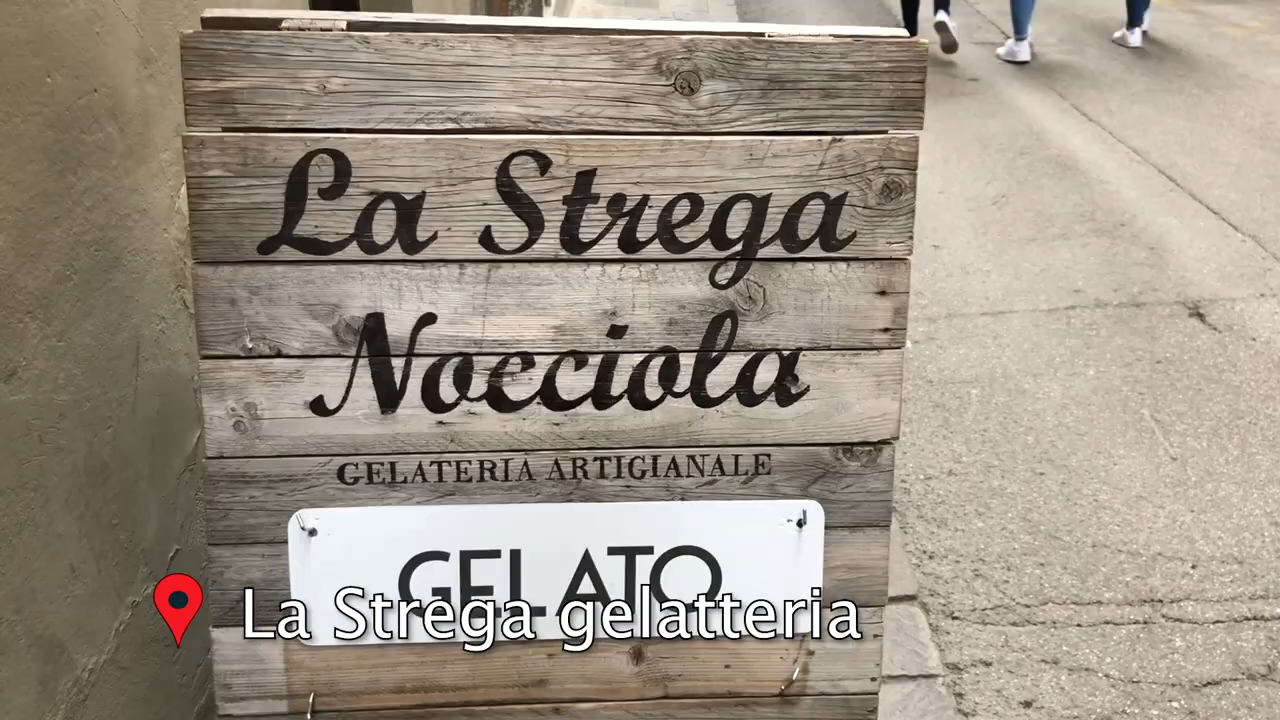 La Strega
Nocciola
GELATERIA ARTIGIANALE
GELATO
La Strega gelatteria